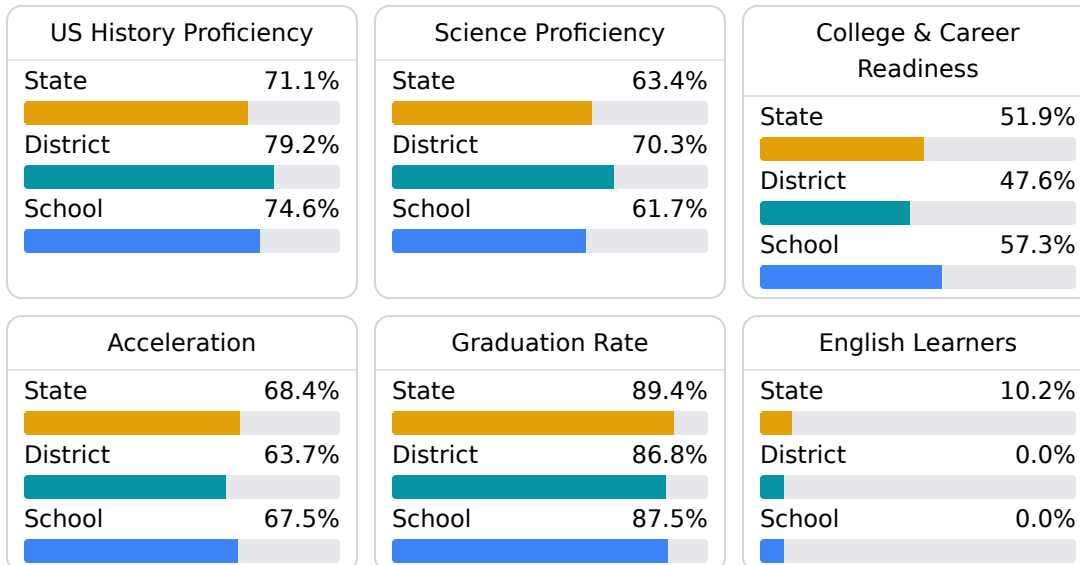 US History Proficiency
State 71.1%
District 79.2%
School 74.6%
Science Proficiency
State 63.4%
District 70.3%
School 61.7%
College & Career
Readiness
State 51.9%
District 47.6%
School 57.3%
Acceleration
State 68.4%
District 63.7%
School 67.5%
Graduation Rate
State 89.4%
District 86.8%
School 87.5%
English Learners
State 10.2%
District 0.0%
School 0.0%